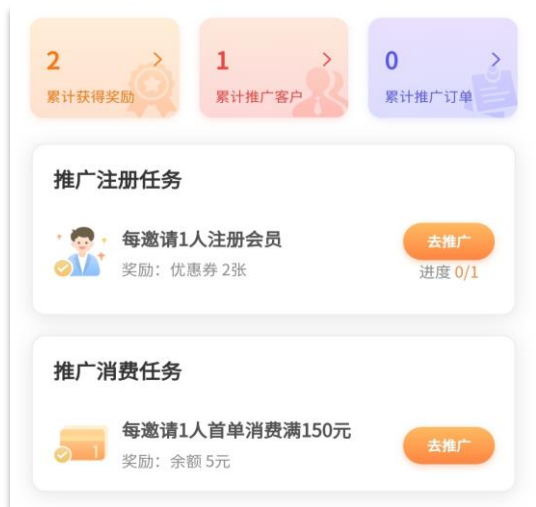 2
累计获得奖励
1
累计推广客户
0
累计推广订单
推广注册任务
每邀请1人注册会员
奖励：优惠券 2张
去推广
进度 0/1
推广消费任务
1
每邀请1人首单消费满150元
奖励：余额 5元
去推广